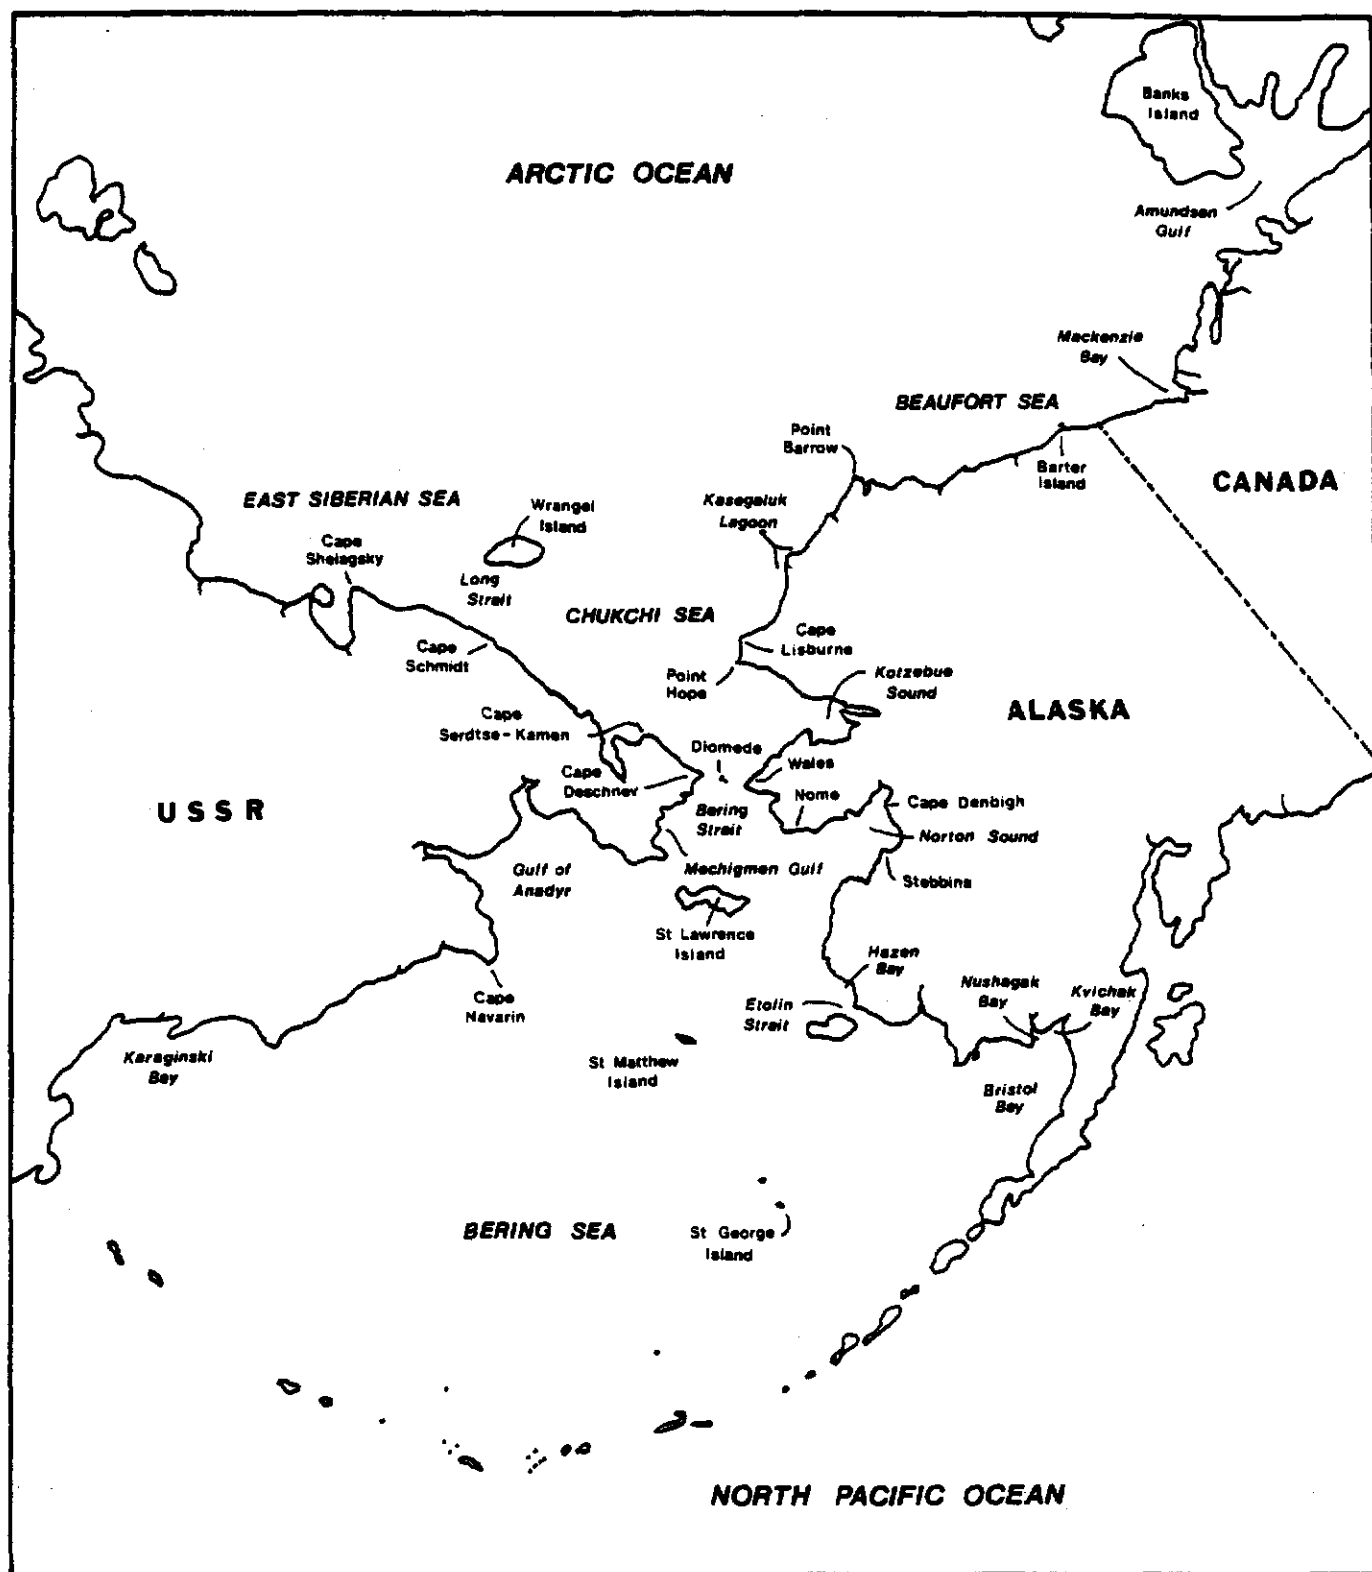 Banks
Island
ARCTIC OCEAN
Amundsen
Gulf
Mackenzie
Bay
BEAUFORT SEA
Point
Barrow
Barter
Island
CANADA
EAST SIBERIAN SEA
Wrangel
Island
Kasegaluk
Lagoon
Cape
Shelagsky
Long
Strait
CHUKCHI SEA
Cape
Lisburne
Cape
Schmidt
Point
Hope
Kotzebue
Sound
ALASKA
Cape
Serdtse-Kamen
Diomede
Wales
Cape
Deschnev
USSR
Bering
Strait
Nome
Cape Denbigh
Norton Sound
Gulf of
Anadyr
Mechigmen Gulf
Stebbins
St Lawrence
Island
Hazen
Bay
Nushagak
Bay
Kvichak
Bay
Cape
Navarin
Etolin
Strait
Karaginski
Bay
St Matthew
Island
Bristol
Bay
BERING SEA
St George
Island
NORTH PACIFIC OCEAN